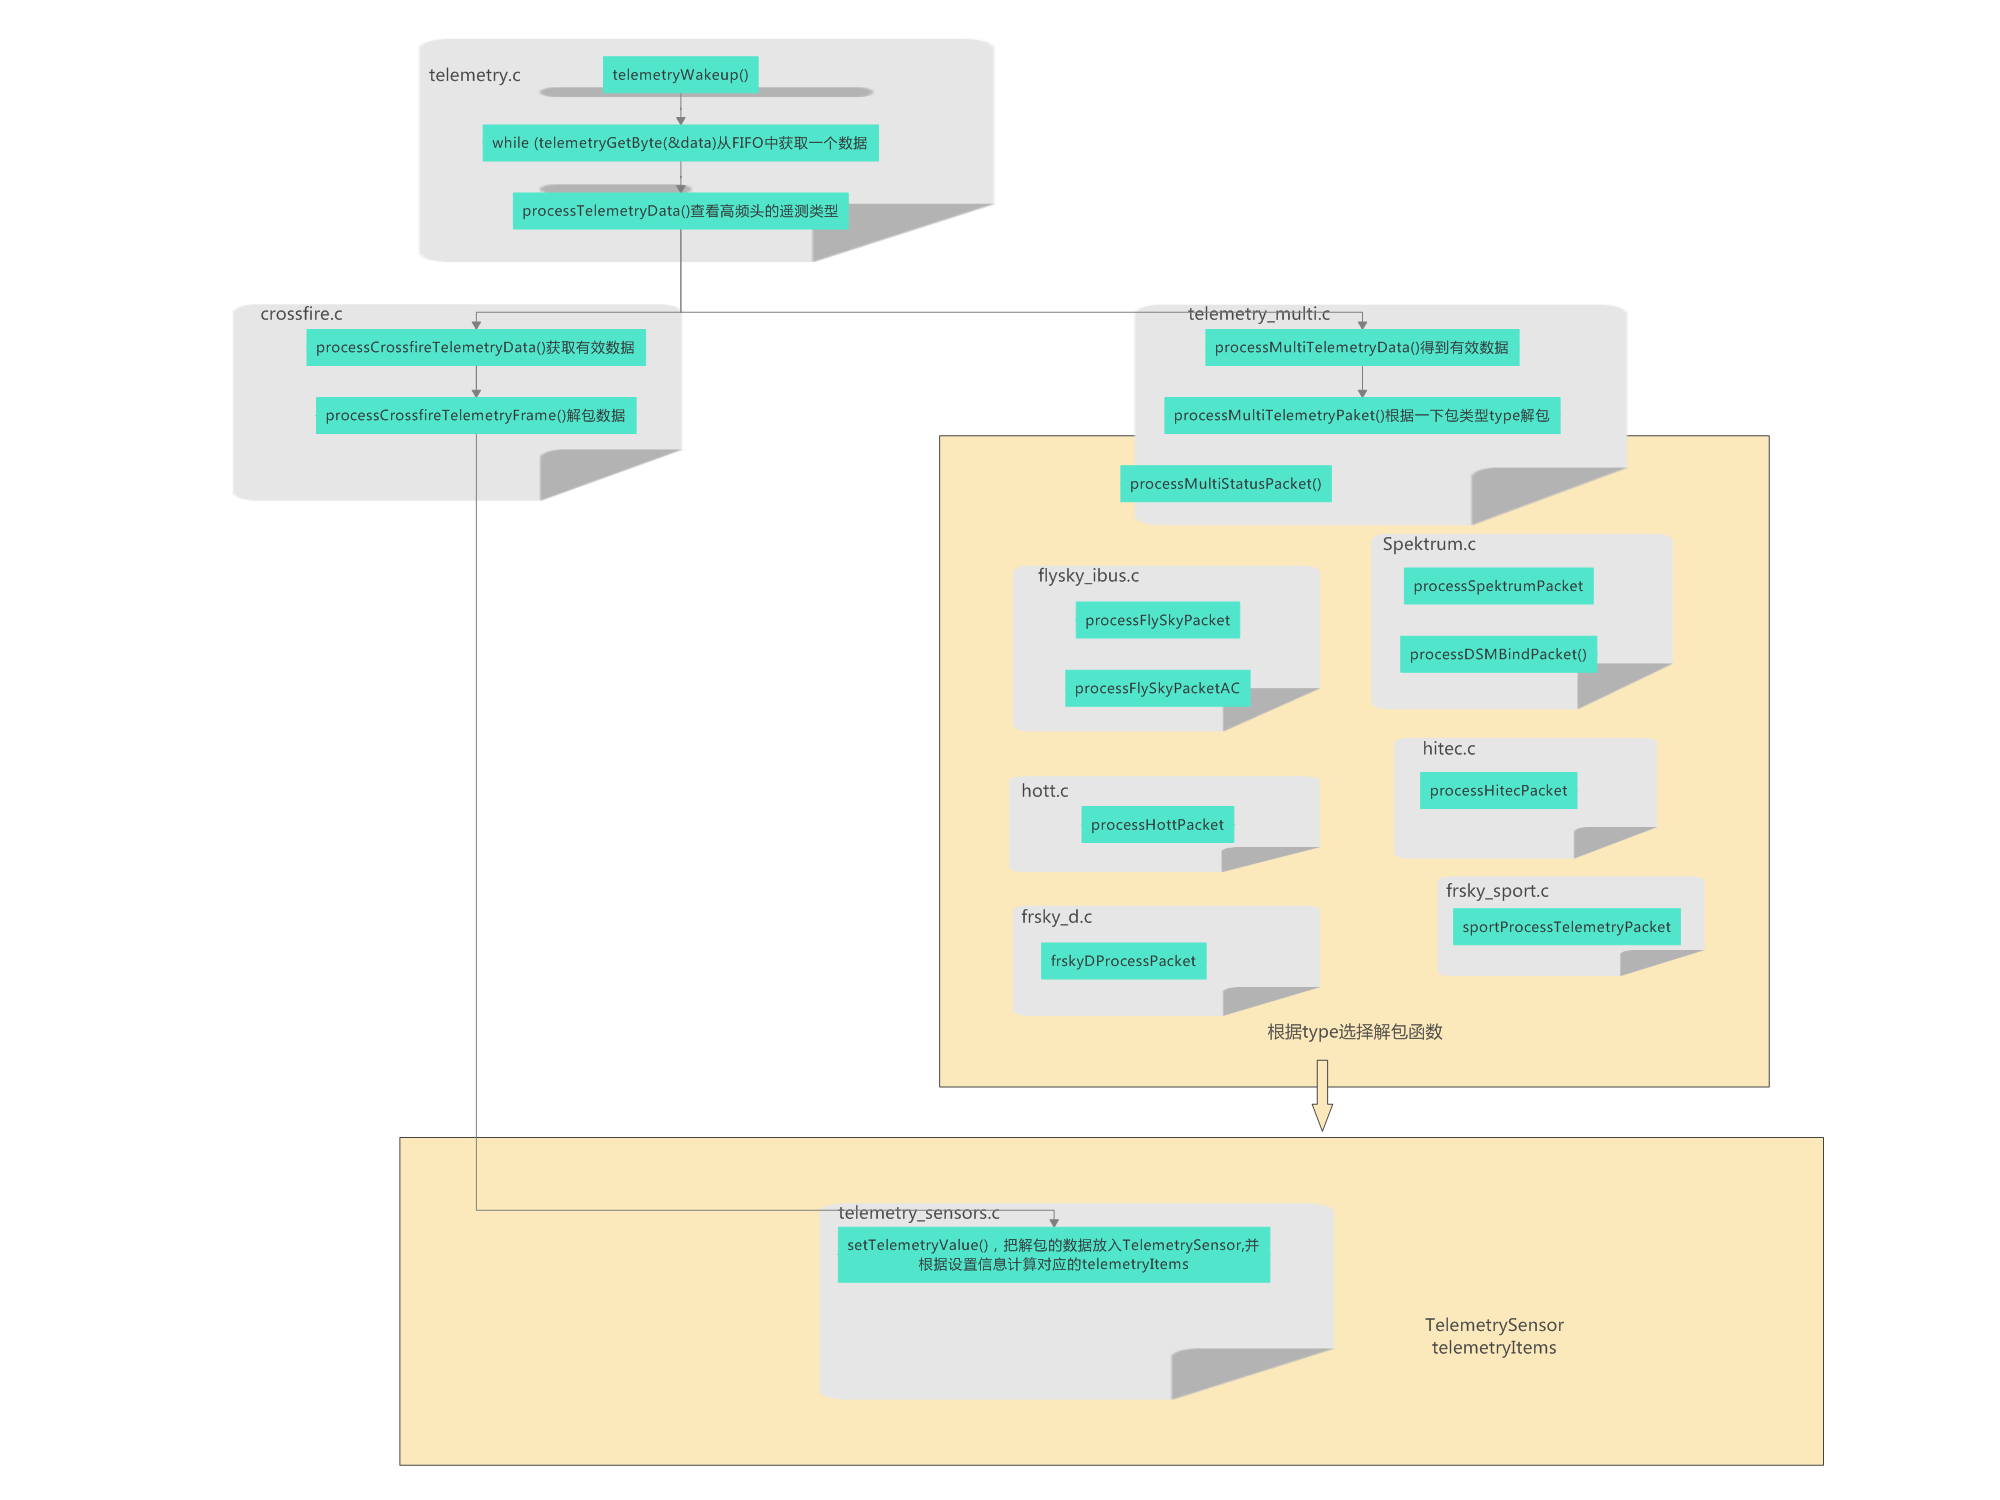 telemetry.c
telemetryWakeup()
while (telemetryGetByte(&data)从FIFO中获取一个数据
processTelemetryData()查看高频头的遥测类型
crossfire.c
processCrossfireTelemetryData()获取有效数据
processCrossfireTelemetryFrame()解包数据
telemetry_multi.c
processMultiTelemetryData()得到有效数据
processMultiTelemetryPaket()根据一下包类型type解包
processMultiStatusPacket()
Spektrum.c
processSpektrumPacket
processDSMBindPacket()
flysky_ibus.c
processFlySkyPacket
processFlySkyPacketAC
hitec.c
processHitecPacket
hott.c
processHottPacket
frsky_sport.c
sportProcessTelemetryPacket
frsky_d.c
frskyDProcessPacket
根据type选择解包函数
telemetry_sensors.c
setTelemetryValue()，把解包的数据放入TelemetrySensor,并
根据设置信息计算对应的telemetryItems
TelemetrySensor
telemetryItems